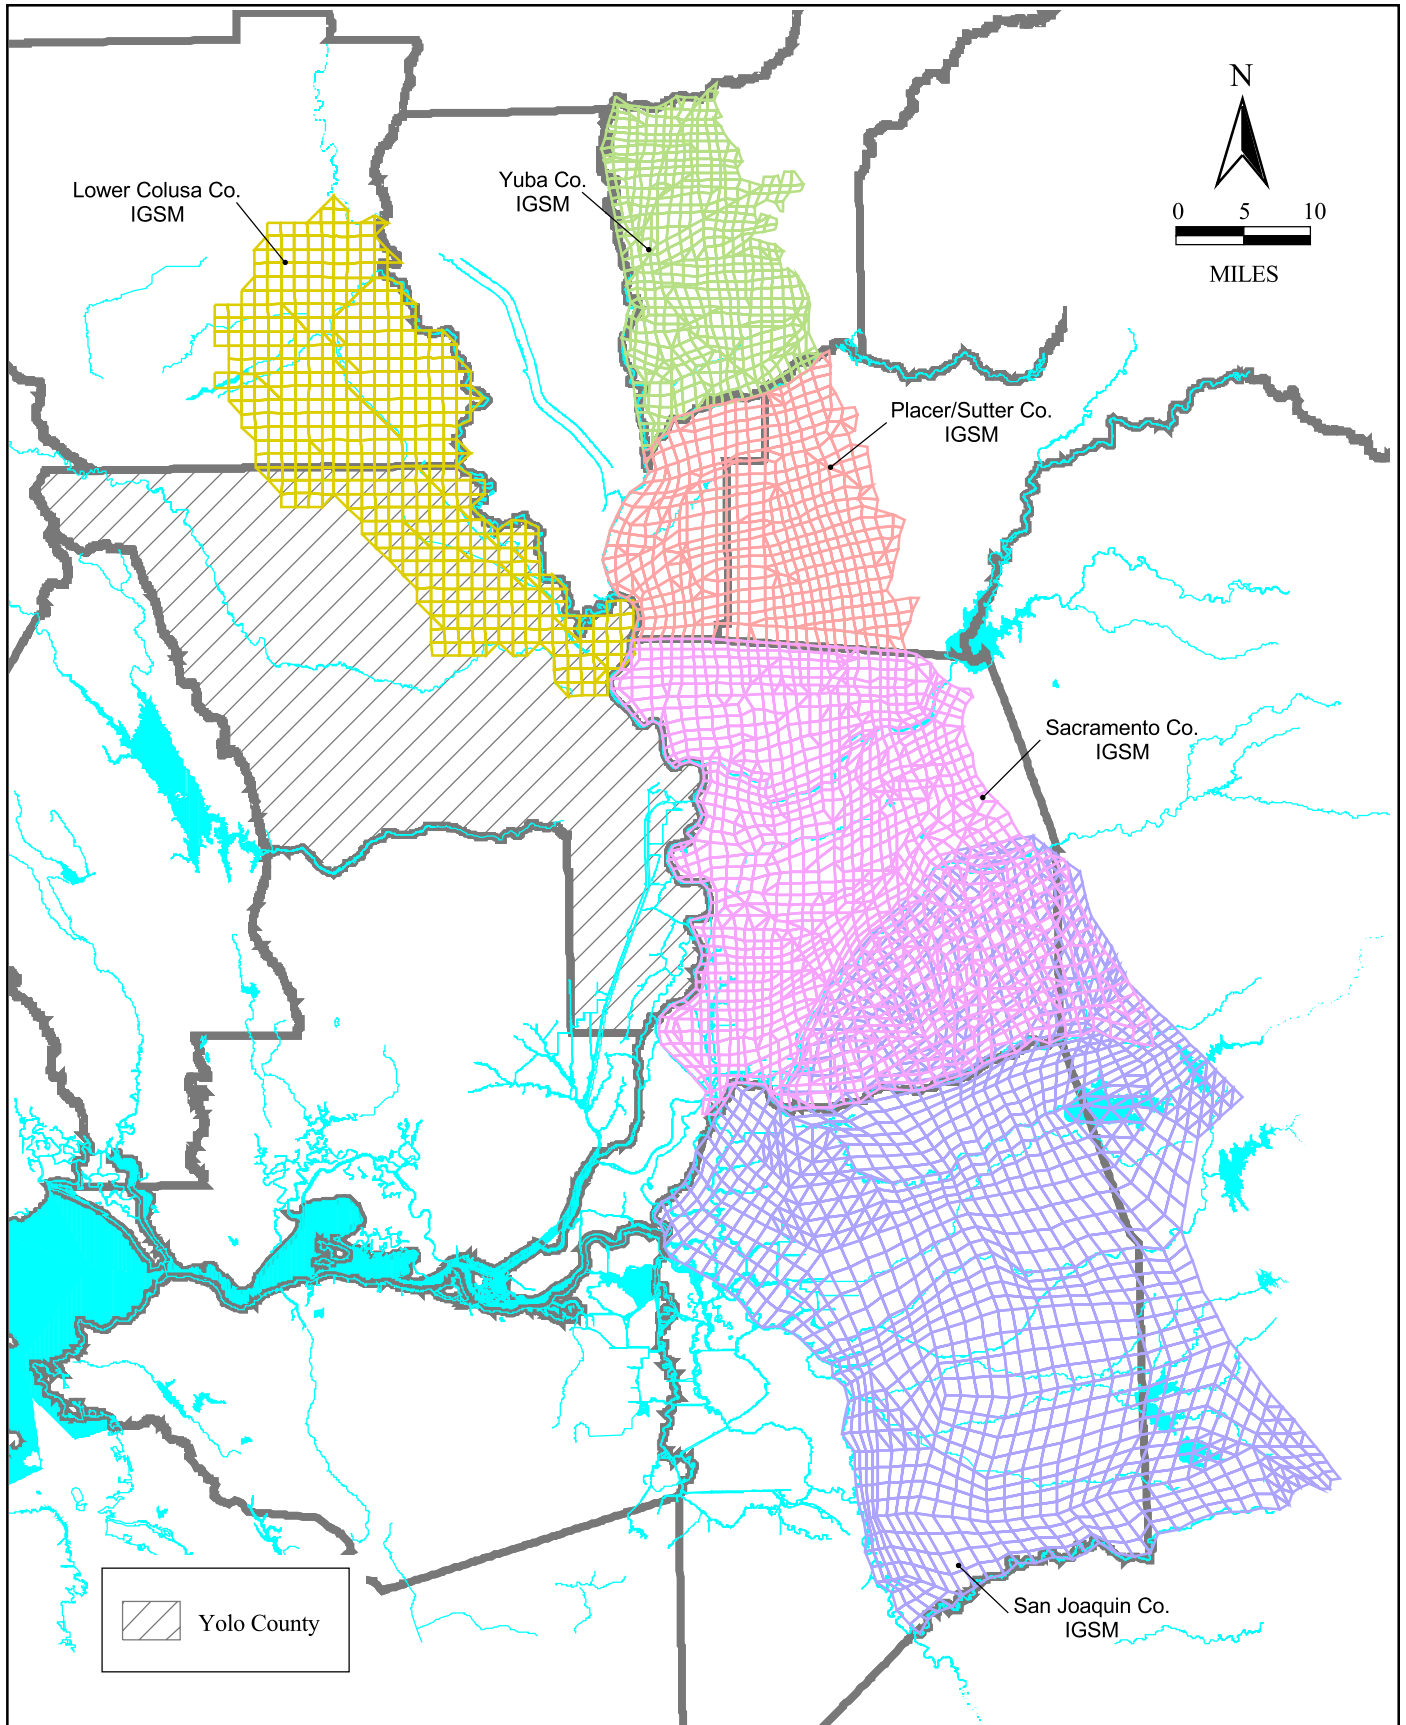 N
0 5 10
MILES
Lower Colusa Co.
IGSM
Yuba Co.
IGSM
Placer/Sutter Co.
IGSM
Sacramento Co.
IGSM
San Joaquin Co.
IGSM
Yolo County